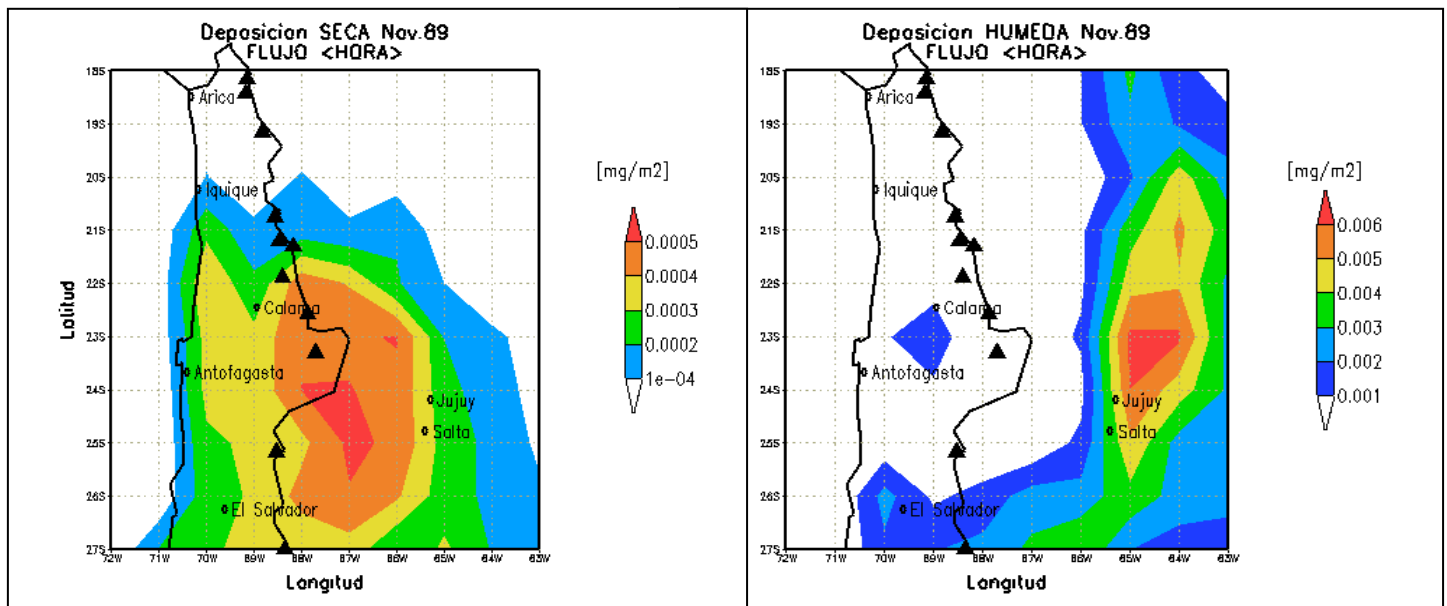 Deposicion SECA Nov.89
FLUJO <HORA>
18S
19S
20S
21S
22S
23S
24S
25S
26S
27S
Latitud
72W 71W 70W 69W 68W 67W 66W 65W 64W 63W
Longitud
Arica
Iquique
Calama
Antofagasta
Jujuy
Salta
El Salvador
[mg/m2]
0.0005
0.0004
0.0003
0.0002
1e-04
Deposicion HUMEDA Nov.89
FLUJO <HORA>
18S
19S
20S
21S
22S
23S
24S
25S
26S
27S
72W 71W 70W 69W 68W 67W 66W 65W 64W 63W
Longitud
Arica
Iquique
Calama
Antofagasta
Jujuy
Salta
El Salvador
[mg/m2]
0.006
0.005
0.004
0.003
0.002
0.001